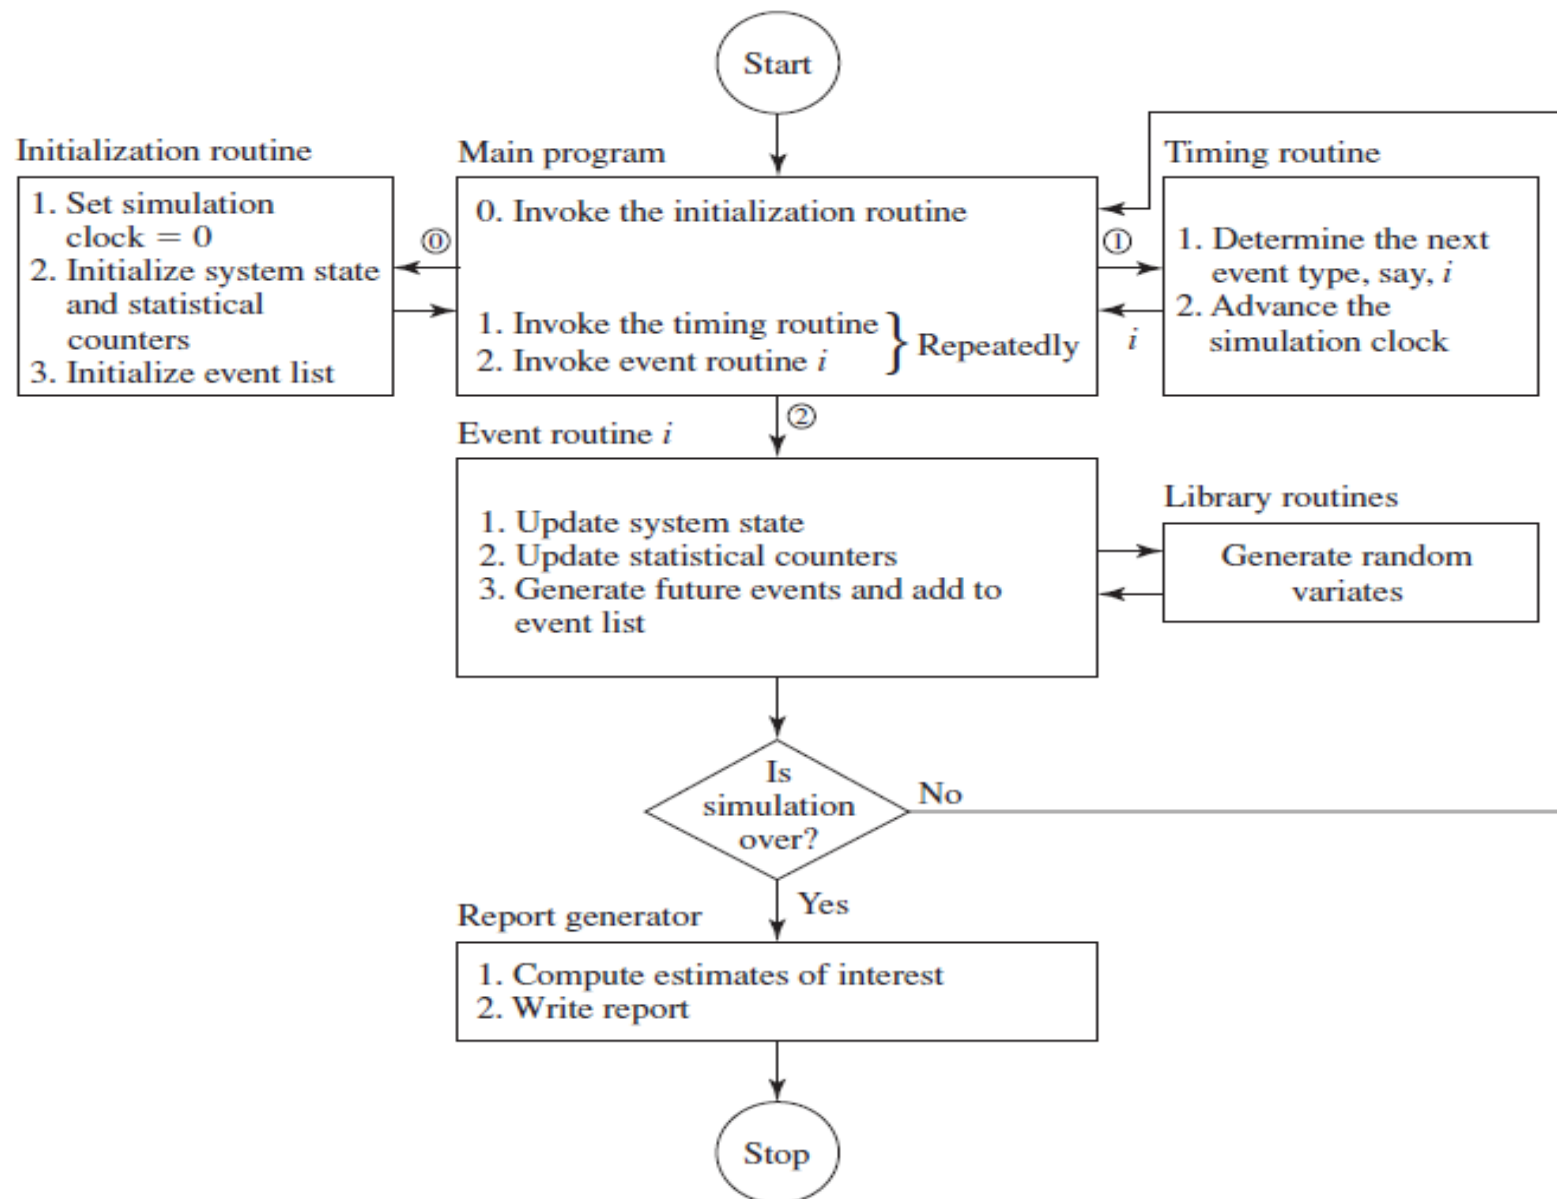 Start
Initialization routine
1. Set simulation
clock = 0
2. Initialize system state
and statistical
counters
3. Initialize event list
⓪
Main program
0. Invoke the initialization routine
1. Invoke the timing routine
2. Invoke event routine i
} Repeatedly
①
i
Timing routine
1. Determine the next
event type, say, i
2. Advance the
simulation clock
②
Event routine i
1. Update system state
2. Update statistical counters
3. Generate future events and add to
event list
Library routines
Generate random
variates
Is
simulation
over?
No
Yes
Report generator
1. Compute estimates of interest
2. Write report
Stop